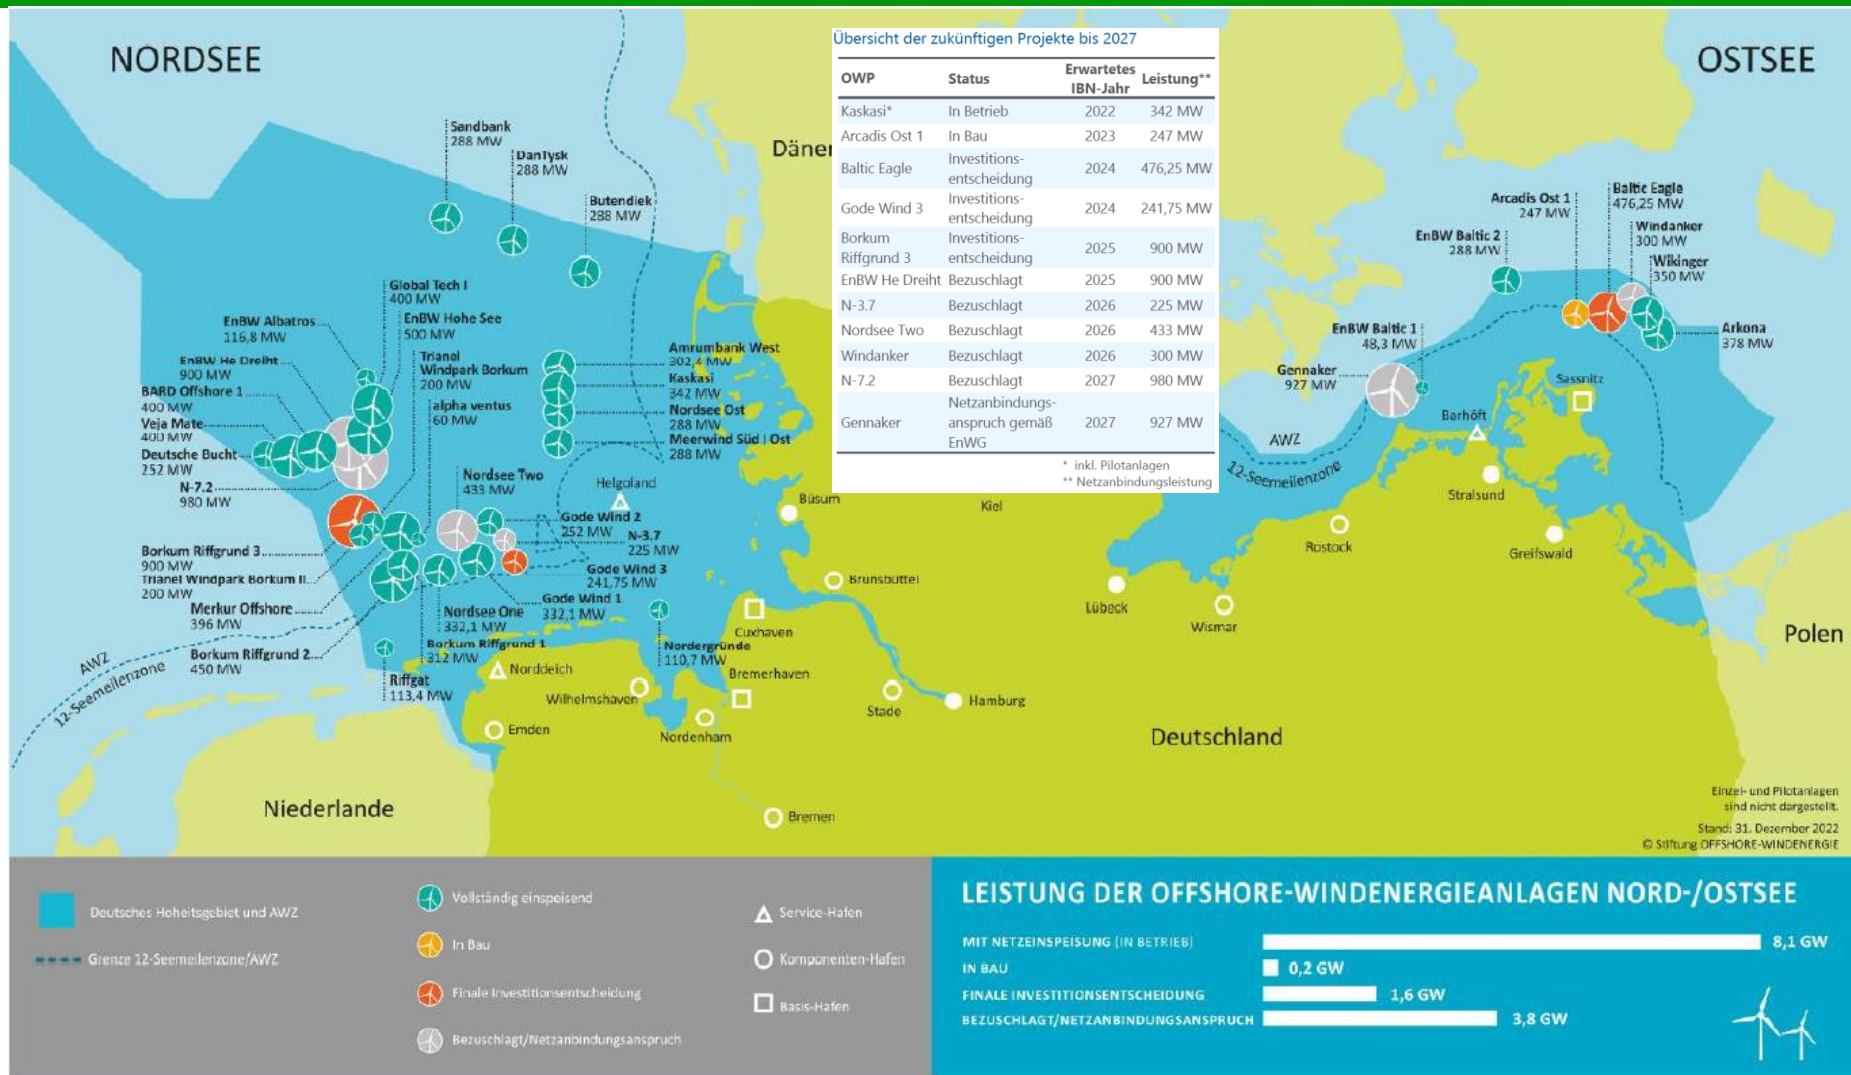 NORDSEE
OSTSEE
Übersicht der zukünftigen Projekte bis 2027
OWP Status Erwartetes IBN-Jahr Leistung**
Kaskasi* In Betrieb 2022 342 MW
Arcadis Ost 1 In Bau 2023 247 MW
Baltic Eagle Investitions-
entscheidung 2024 476,25 MW
Gode Wind 3 Investitions-
entscheidung 2024 241,75 MW
Borkum
Riffgrund 3 Investitions-
entscheidung 2025 900 MW
EnBW He Dreiht Bezuschlagt 2025 900 MW
N-3.7 Bezuschlagt 2026 225 MW
Nordsee Two Bezuschlagt 2026 433 MW
Windanker Bezuschlagt 2026 300 MW
N-7.2 Bezuschlagt 2027 980 MW
Gennaker Netzanbindungs-
anspruch gemäß
EnWG 2027 927 MW
* inkl. Pilotanlagen
** Netzanbindungsleistung
Sandbank
288 MW
DanTysk
288 MW
Butendiek
288 MW
Däner
Global Tech I
400 MW
EnBW Albatros
116,8 MW
EnBW Hohe See
500 MW
EnBW He Dreiht
900 MW
Trianel
Windpark Borkum
200 MW
BARD Offshore 1
400 MW
alpha ventus
60 MW
Veja Mate
400 MW
Deutsche Bucht
252 MW
N-7.2
980 MW
Amrumbank West
302,4 MW
Kaskasi
342 MW
Nordsee Ost
288 MW
Meerwind Süd | Ost
288 MW
Nordsee Two
433 MW
Helgoland
Gode Wind 2
252 MW
N-3.7
225 MW
Gode Wind 3
241,75 MW
Borkum Riffgrund 3
900 MW
Trianel Windpark Borkum II
200 MW
Merkur Offshore
396 MW
Gode Wind 1
332,1 MW
Nordsee One
332,1 MW
Borkum Riffgrund 2
450 MW
Borkum Riffgrund 1
312 MW
Riffgat
113,4 MW
Nordergründe
110,7 MW
AWZ
12-Seemeilenzone
Norddeich
Emden
Wilhelmshaven
Nordenham
Bremerhaven
Cuxhaven
Brunsbüttel
Büsum
Kiel
Stade
Hamburg
Bremen
Niederlande
Deutschland
Lübeck
Wismar
Rostock
Arcadis Ost 1
247 MW
Baltic Eagle
476,25 MW
Windanker
300 MW
EnBW Baltic 2
288 MW
Wikinger
350 MW
Arkona
378 MW
EnBW Baltic 1
48,3 MW
Gennaker
927 MW
Sassnitz
Barhöft
AWZ
12-Seemeilenzone
Stralsund
Greifswald
Polen
Einzel- und Pilotanlagen
sind nicht dargestellt.
Stand: 31. Dezember 2022
© Stiftung OFFSHORE-WINDENERGIE
Deutsches Hoheitsgebiet und AWZ
Grenze 12-Seemeilenzone/AWZ
Vollständig einspeisend
In Bau
Finale Investitionsentscheidung
Bezuschlagt/Netzanbindungsanspruch
Service-Hafen
Komponenten-Hafen
Basis-Hafen
LEISTUNG DER OFFSHORE-WINDENERGIEANLAGEN NORD-/OSTSEE
MIT NETZEINSPEISUNG (IN BETRIEB) 8,1 GW
IN BAU 0,2 GW
FINALE INVESTITIONSENTSCHEIDUNG 1,6 GW
BEZUSCHLAGT/NETZANBINDUNGSANSPRUCH 3,8 GW